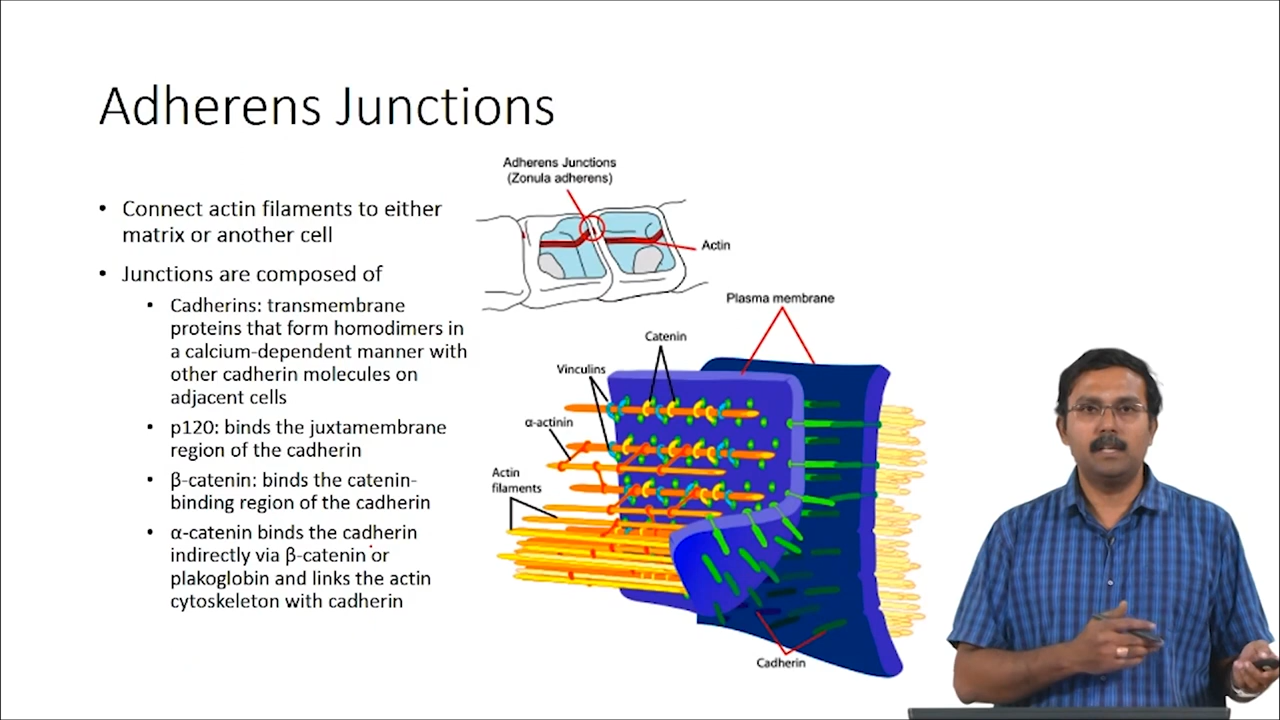 Adherens Junctions
• Connect actin filaments to either
matrix or another cell
• Junctions are composed of
• Cadherins: transmembrane
proteins that form homodimers in
a calcium-dependent manner with
other cadherin molecules on
adjacent cells
• p120: binds the juxtamembrane
region of the cadherin
• β-catenin: binds the catenin-
binding region of the cadherin
• α-catenin binds the cadherin
indirectly via β-catenin or
plakoglobin and links the actin
cytoskeleton with cadherin
Adherens Junctions
(Zonula adherens)
Actin
Plasma membrane
Catenin
Vinculins
α-actinin
Actin
filaments
Cadherin